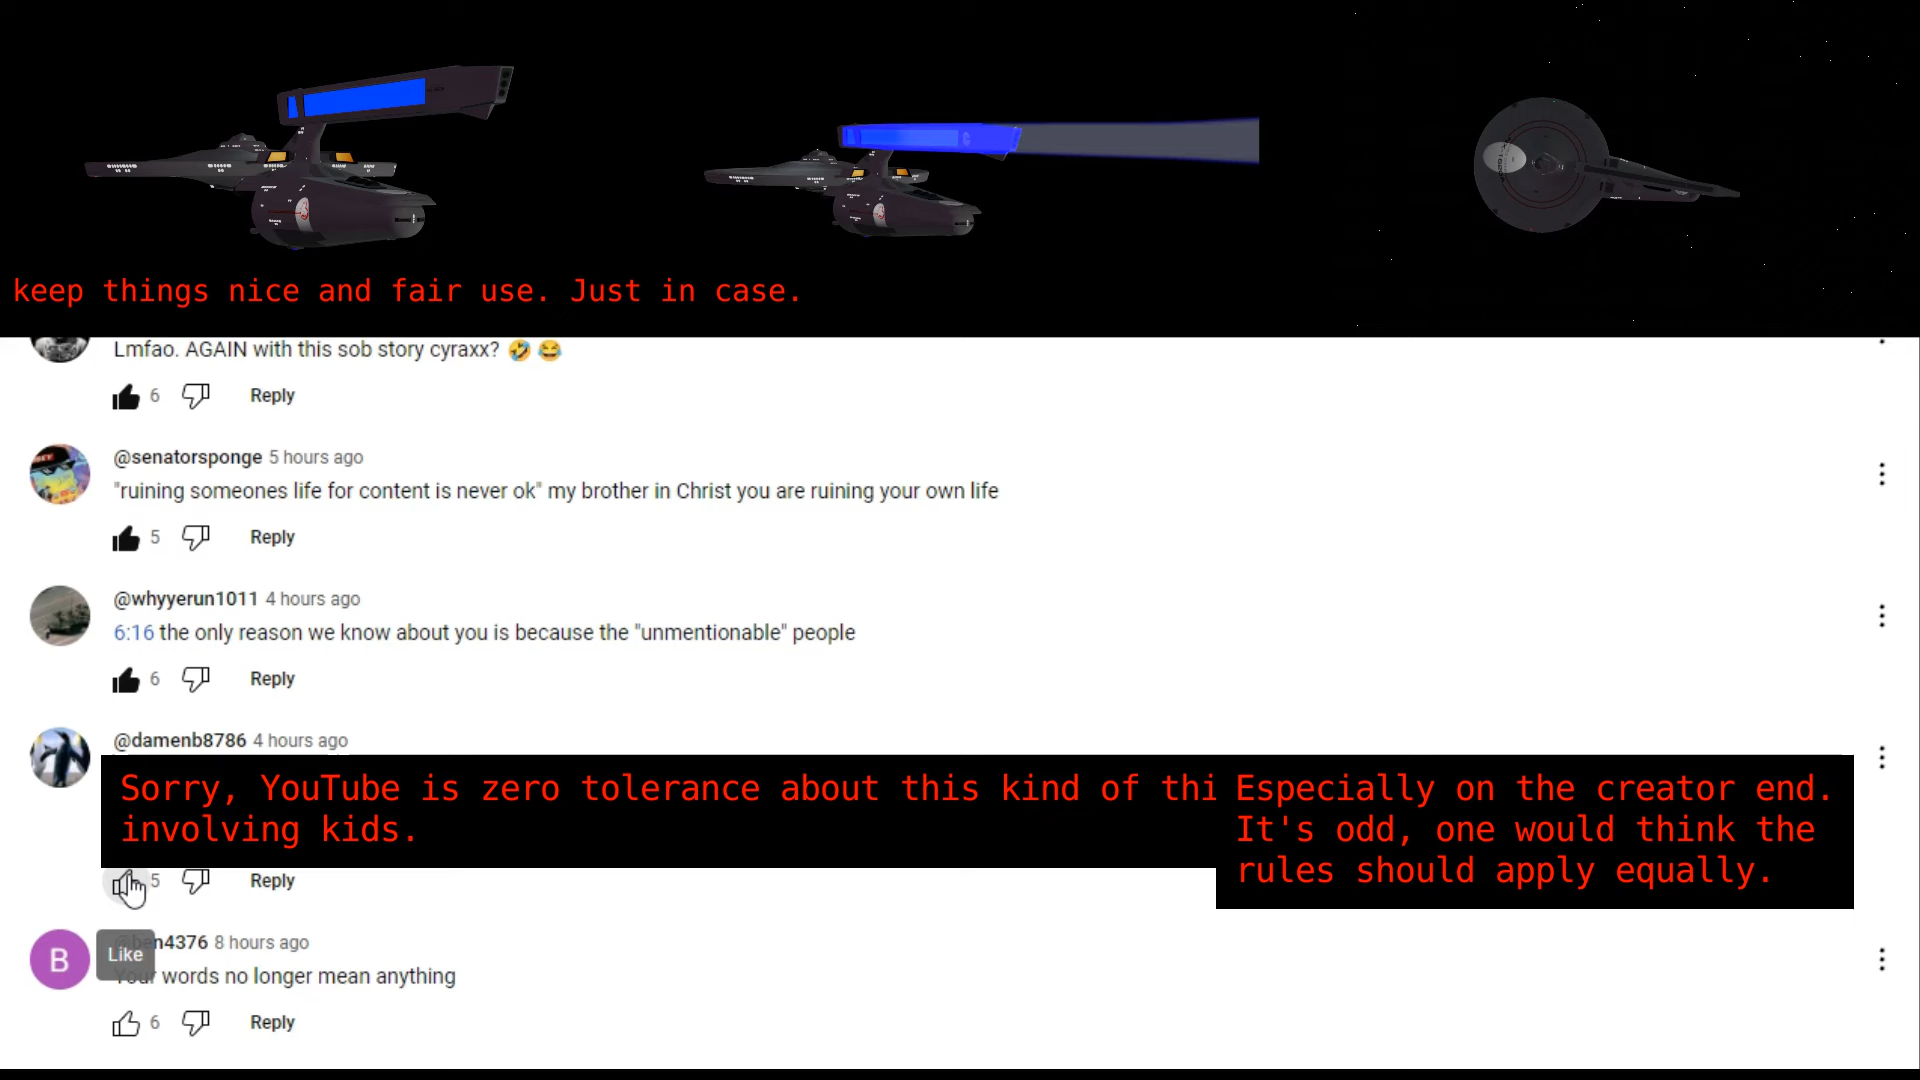 keep things nice and fair use. Just in case.
Lmfao. AGAIN with this sob story cyraxx? 🤣 😂
6 Reply
@senatorsponge 5 hours ago
"ruining someones life for content is never ok" my brother in Christ you are ruining your own life
5 Reply
@whyyerun1011 4 hours ago
6:16 the only reason we know about you is because the "unmentionable" people
6 Reply
@damenb8786 4 hours ago
Sorry, YouTube is zero tolerance about this kind of thi
involving kids.
Especially on the creator end.
It's odd, one would think the
rules should apply equally.
5 Reply
B
en4376 8 hours ago
Like
Your words no longer mean anything
6 Reply